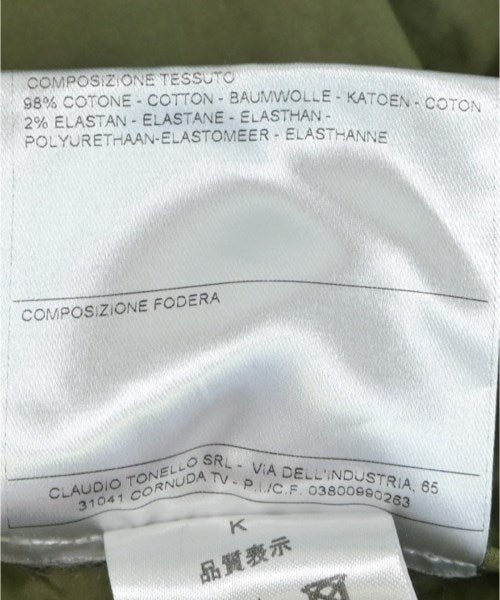 COMPOSIZIONE TESSUTO
98% COTONE - COTTON - BAUMWOLLE - KATOEN - COTON
2% ELASTAN - ELASTANE - ELASTHAN -
POLYURETHAAN-ELASTOMEER - ELASTHANNE
COMPOSIZIONE FODERA
CLAUDIO TONELLO SRL - VIA DELL'INDUSTRIA, 65
31041 CORNUDA TV - P.I./C.F. 03800990263
K
品質表示